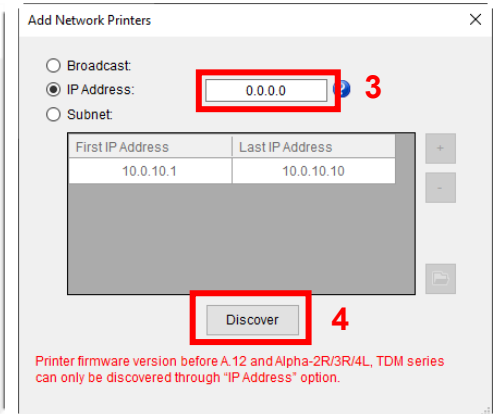 Add Network Printers
Broadcast:
IP Address: 0.0.0.0 ? 3
Subnet:
First IP Address Last IP Address
10.0.10.1 10.0.10.10
+
-
Discover 4
Printer firmware version before A.12 and Alpha-2R/3R/4L, TDM series
can only be discovered through "IP Address" option.